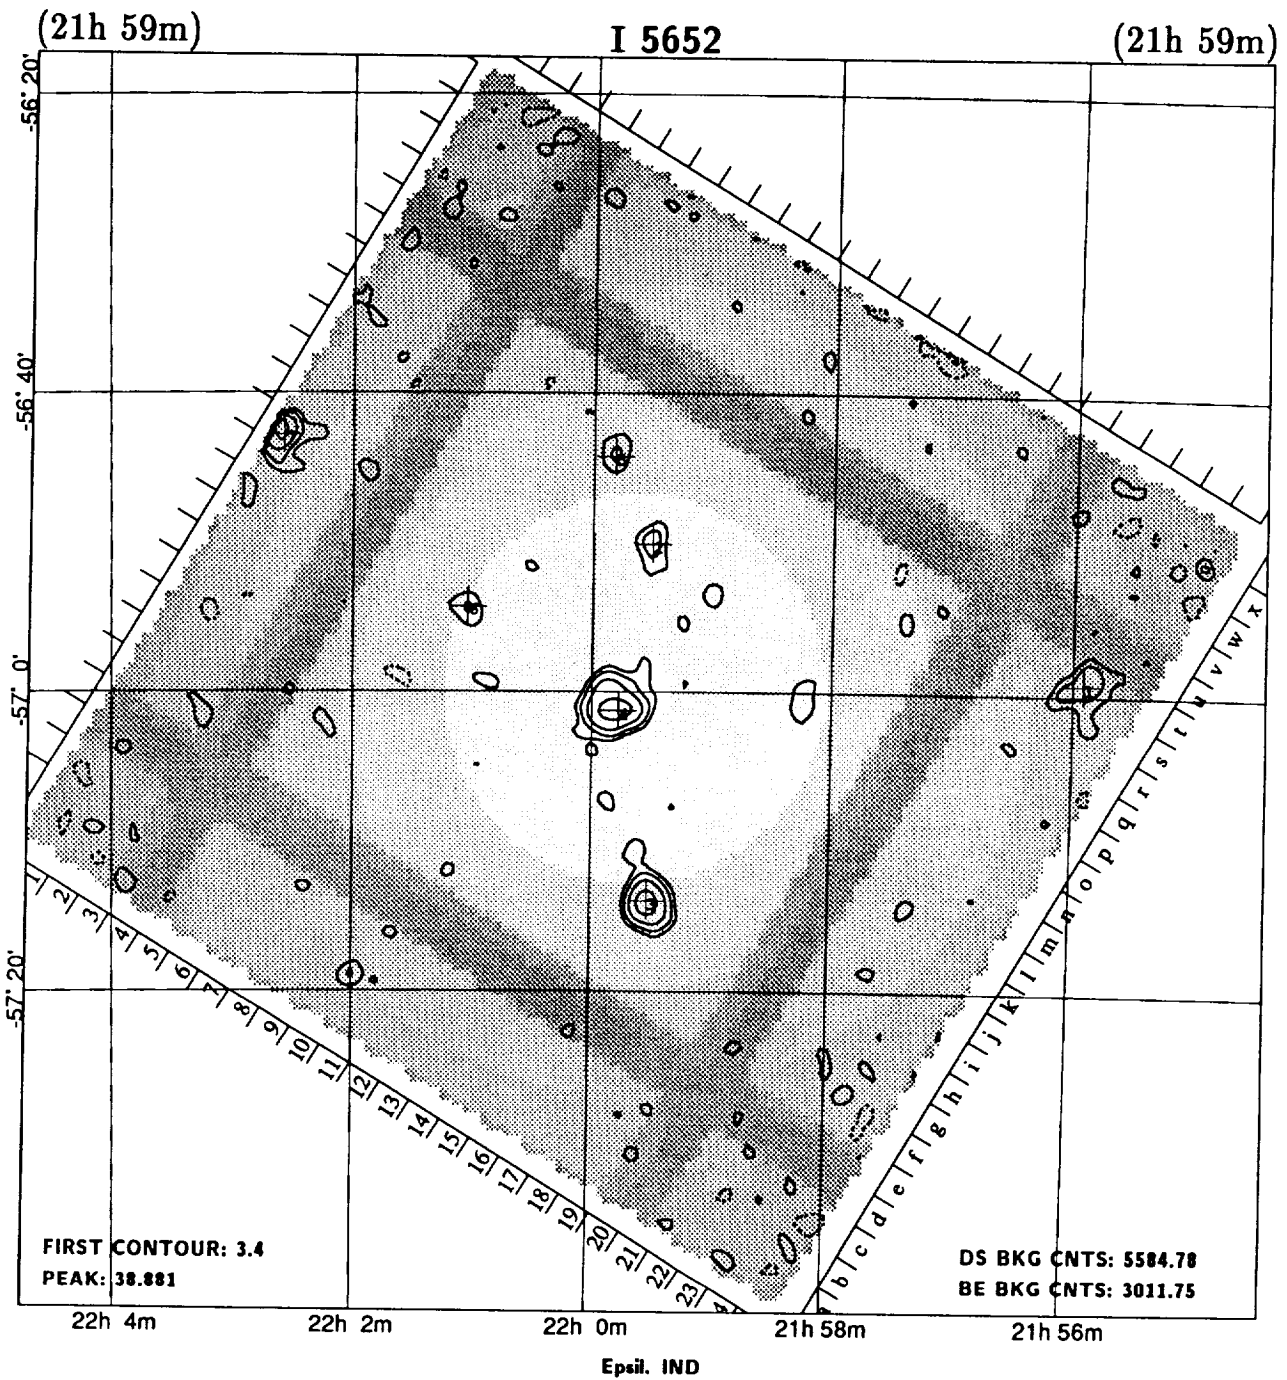 (21h 59m) I 5652 (21h 59m)
-56° 20'
-56° 40'
-57° 0'
-57° 20'
1 2 3 4 5 6 7 8 9 10 11 12 13 14 15 16 17 18 19 20 21 22 23
b c d e f g h i j k l m n o p q r s t u v w x
FIRST CONTOUR: 3.4
PEAK: 38.881
DS BKG CNTS: 5584.78
BE BKG CNTS: 3011.75
22h 4m 22h 2m 22h 0m 21h 58m 21h 56m
Epsil. IND